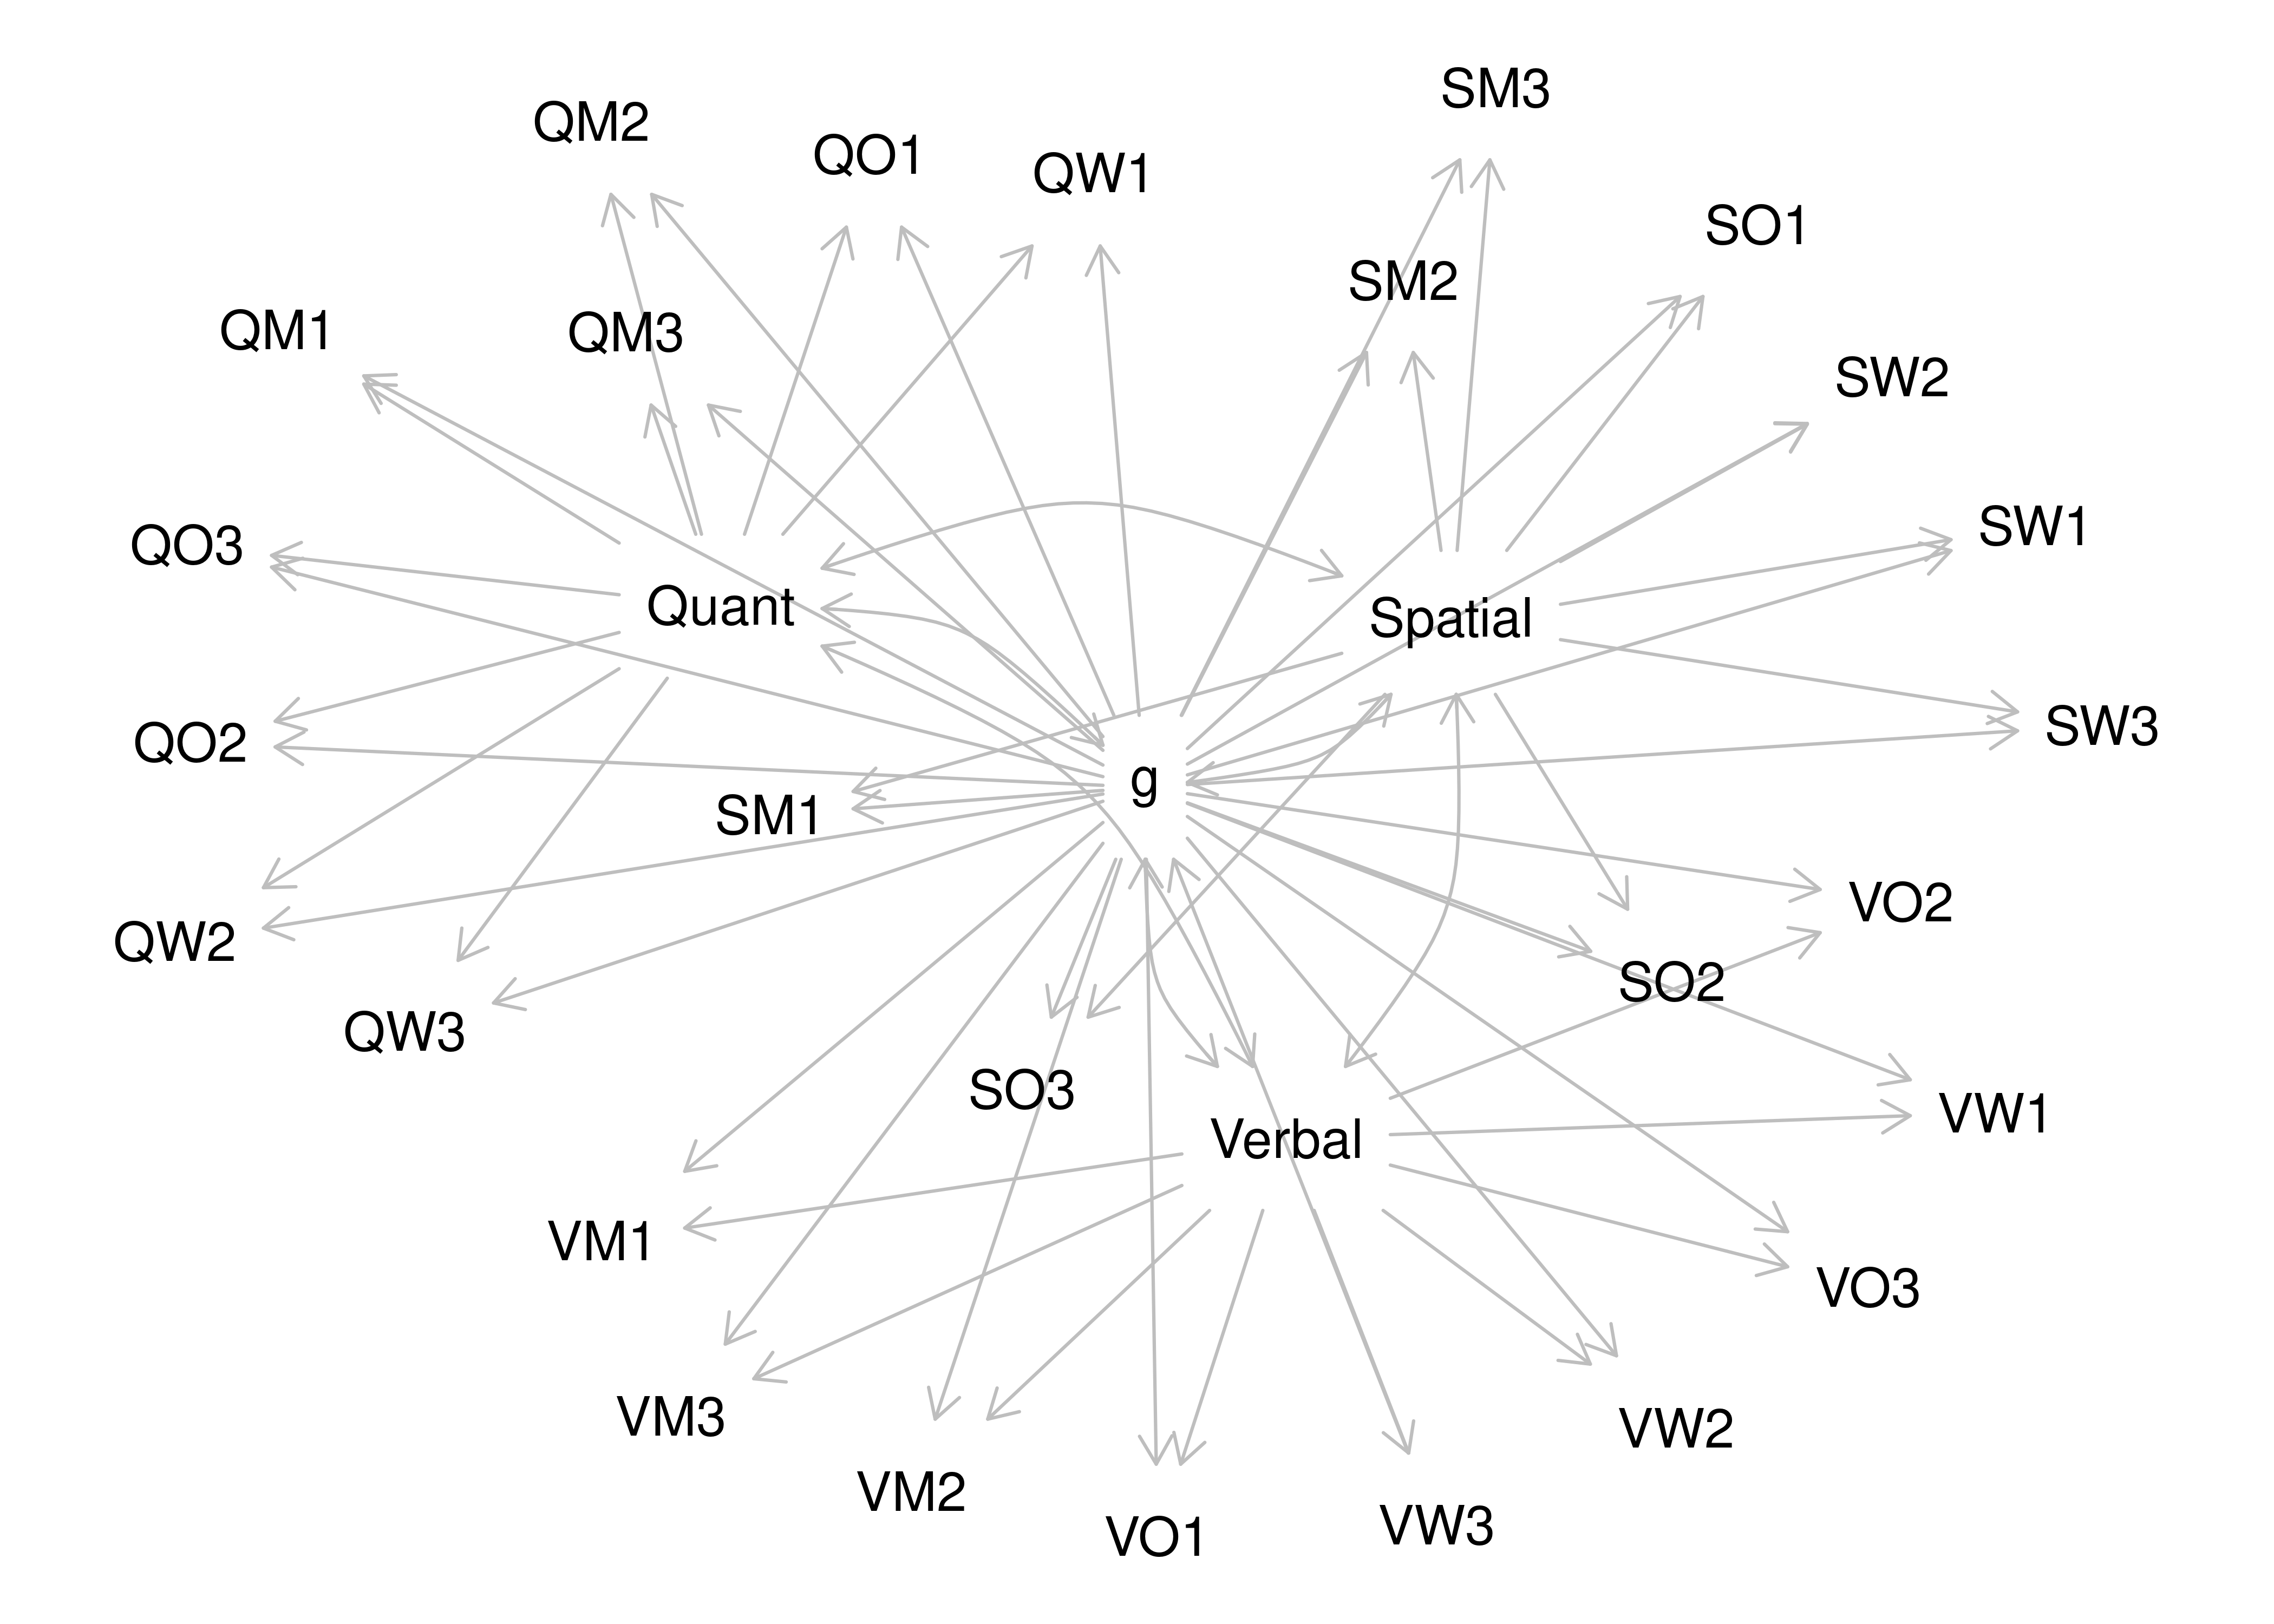 SM3
QM2
QO1
QW1
SO1
SM2
QM1
QM3
SW2
SW1
QO3
Quant
Spatial
SW3
QO2
g
SM1
VO2
QW2
SO2
QW3
SO3
VW1
Verbal
VM1
VO3
VM3
VW2
VM2
VW3
VO1